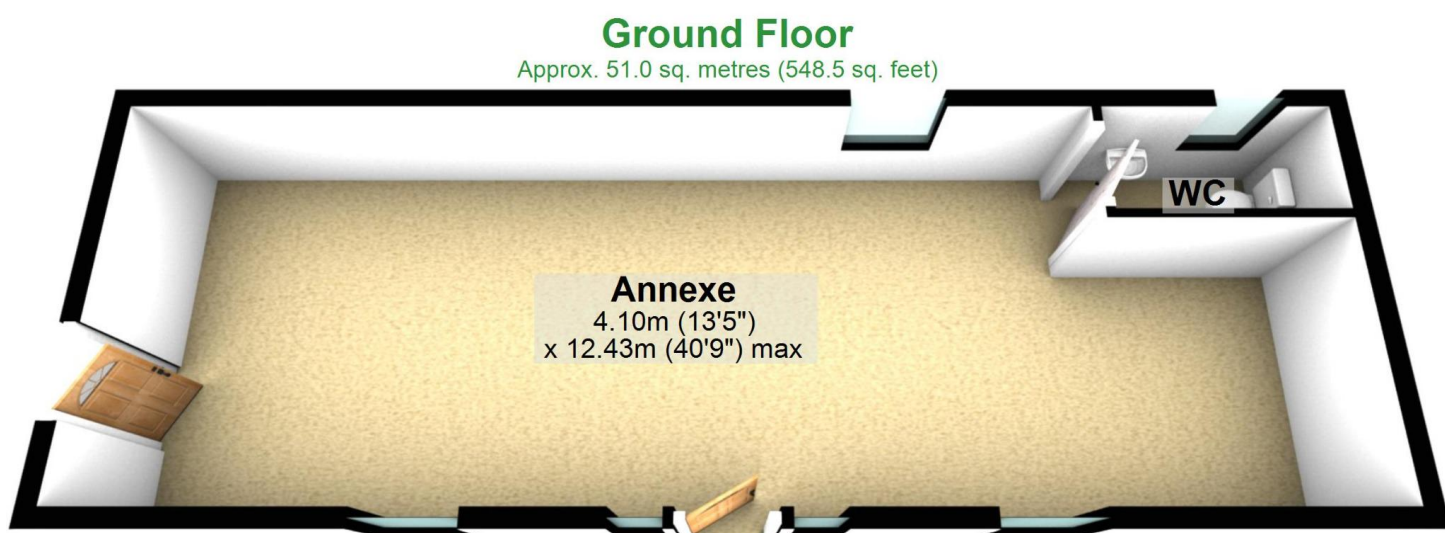 Ground Floor
Approx. 51.0 sq. metres (548.5 sq. feet)
WC
Annexe
4.10m (13'5")
x 12.43m (40'9") max